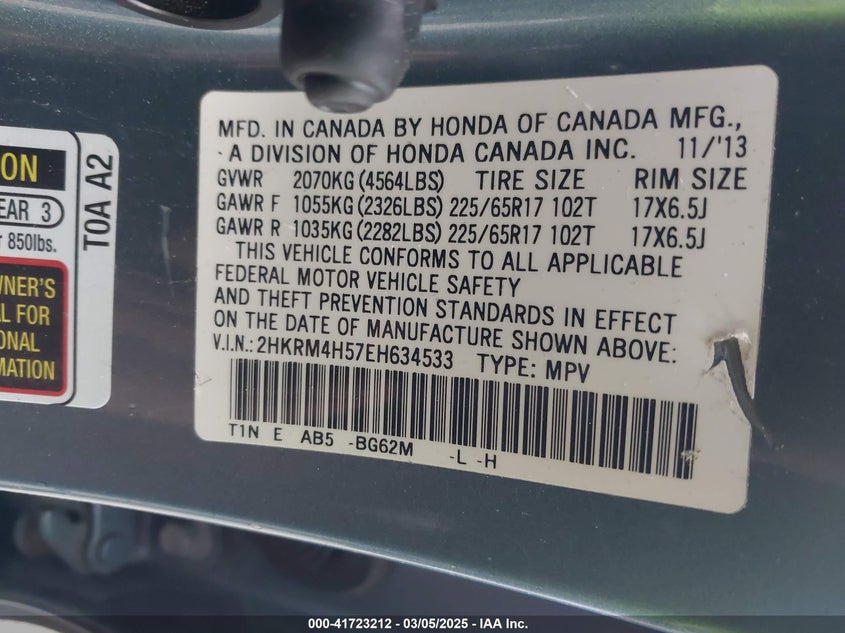 MFD. IN CANADA BY HONDA OF CANADA MFG.,
- A DIVISION OF HONDA CANADA INC. 11/'13
GVWR 2070KG (4564LBS) TIRE SIZE RIM SIZE
GAWR F 1055KG (2326LBS) 225/65R17 102T 17X6.5J
GAWR R 1035KG (2282LBS) 225/65R17 102T 17X6.5J
THIS VEHICLE CONFORMS TO ALL APPLICABLE
FEDERAL MOTOR VEHICLE SAFETY
AND THEFT PREVENTION STANDARDS IN EFFECT
ON THE DATE OF MANUFACTURE SHOWN ABOVE:
V.I.N.: 2HKRM4H57EH634533 TYPE: MPV
T1N E AB5 -BG62M -L -H
ON
EAR 3
850lbs.
WNER'S
L FOR
ONAL
MATION
T0A A2
000-41723212 - 03/05/2025 - IAA Inc.